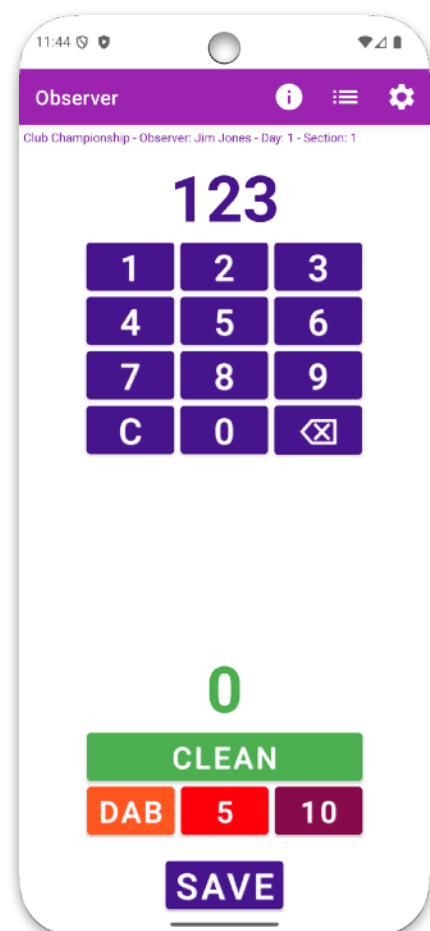 11:44
Observer
Club Championship - Observer: Jim Jones - Day: 1 - Section: 1
123
1 2 3
4 5 6
7 8 9
C 0
0
CLEAN
DAB 5 10
SAVE